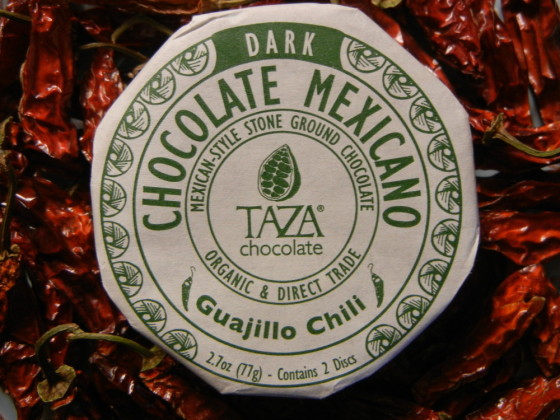 DARK
CHOCOLATE MEXICANO
MEXICAN-STYLE STONE GROUND CHOCOLATE
TAZA®
chocolate
ORGANIC & DIRECT TRADE
Guajillo Chili
2.7oz (77g) - Contains 2 Discs